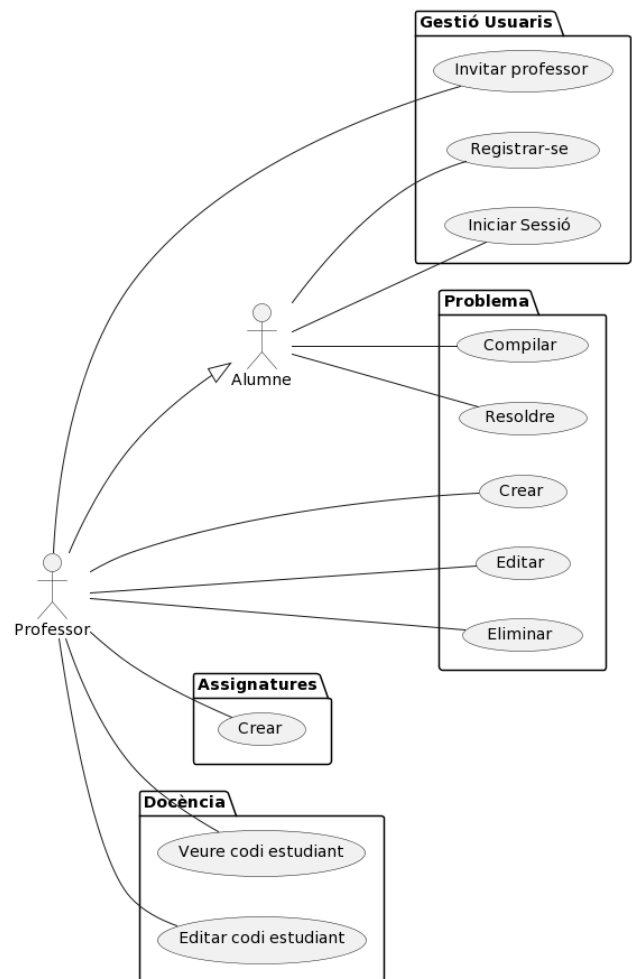 Gestió Usuaris
Invitar professor
Registrar-se
Iniciar Sessió
Alumne
Problema
Compilar
Resoldre
Crear
Editar
Eliminar
Professor
Assignatures
Crear
Docència
Veure codi estudiant
Editar codi estudiant